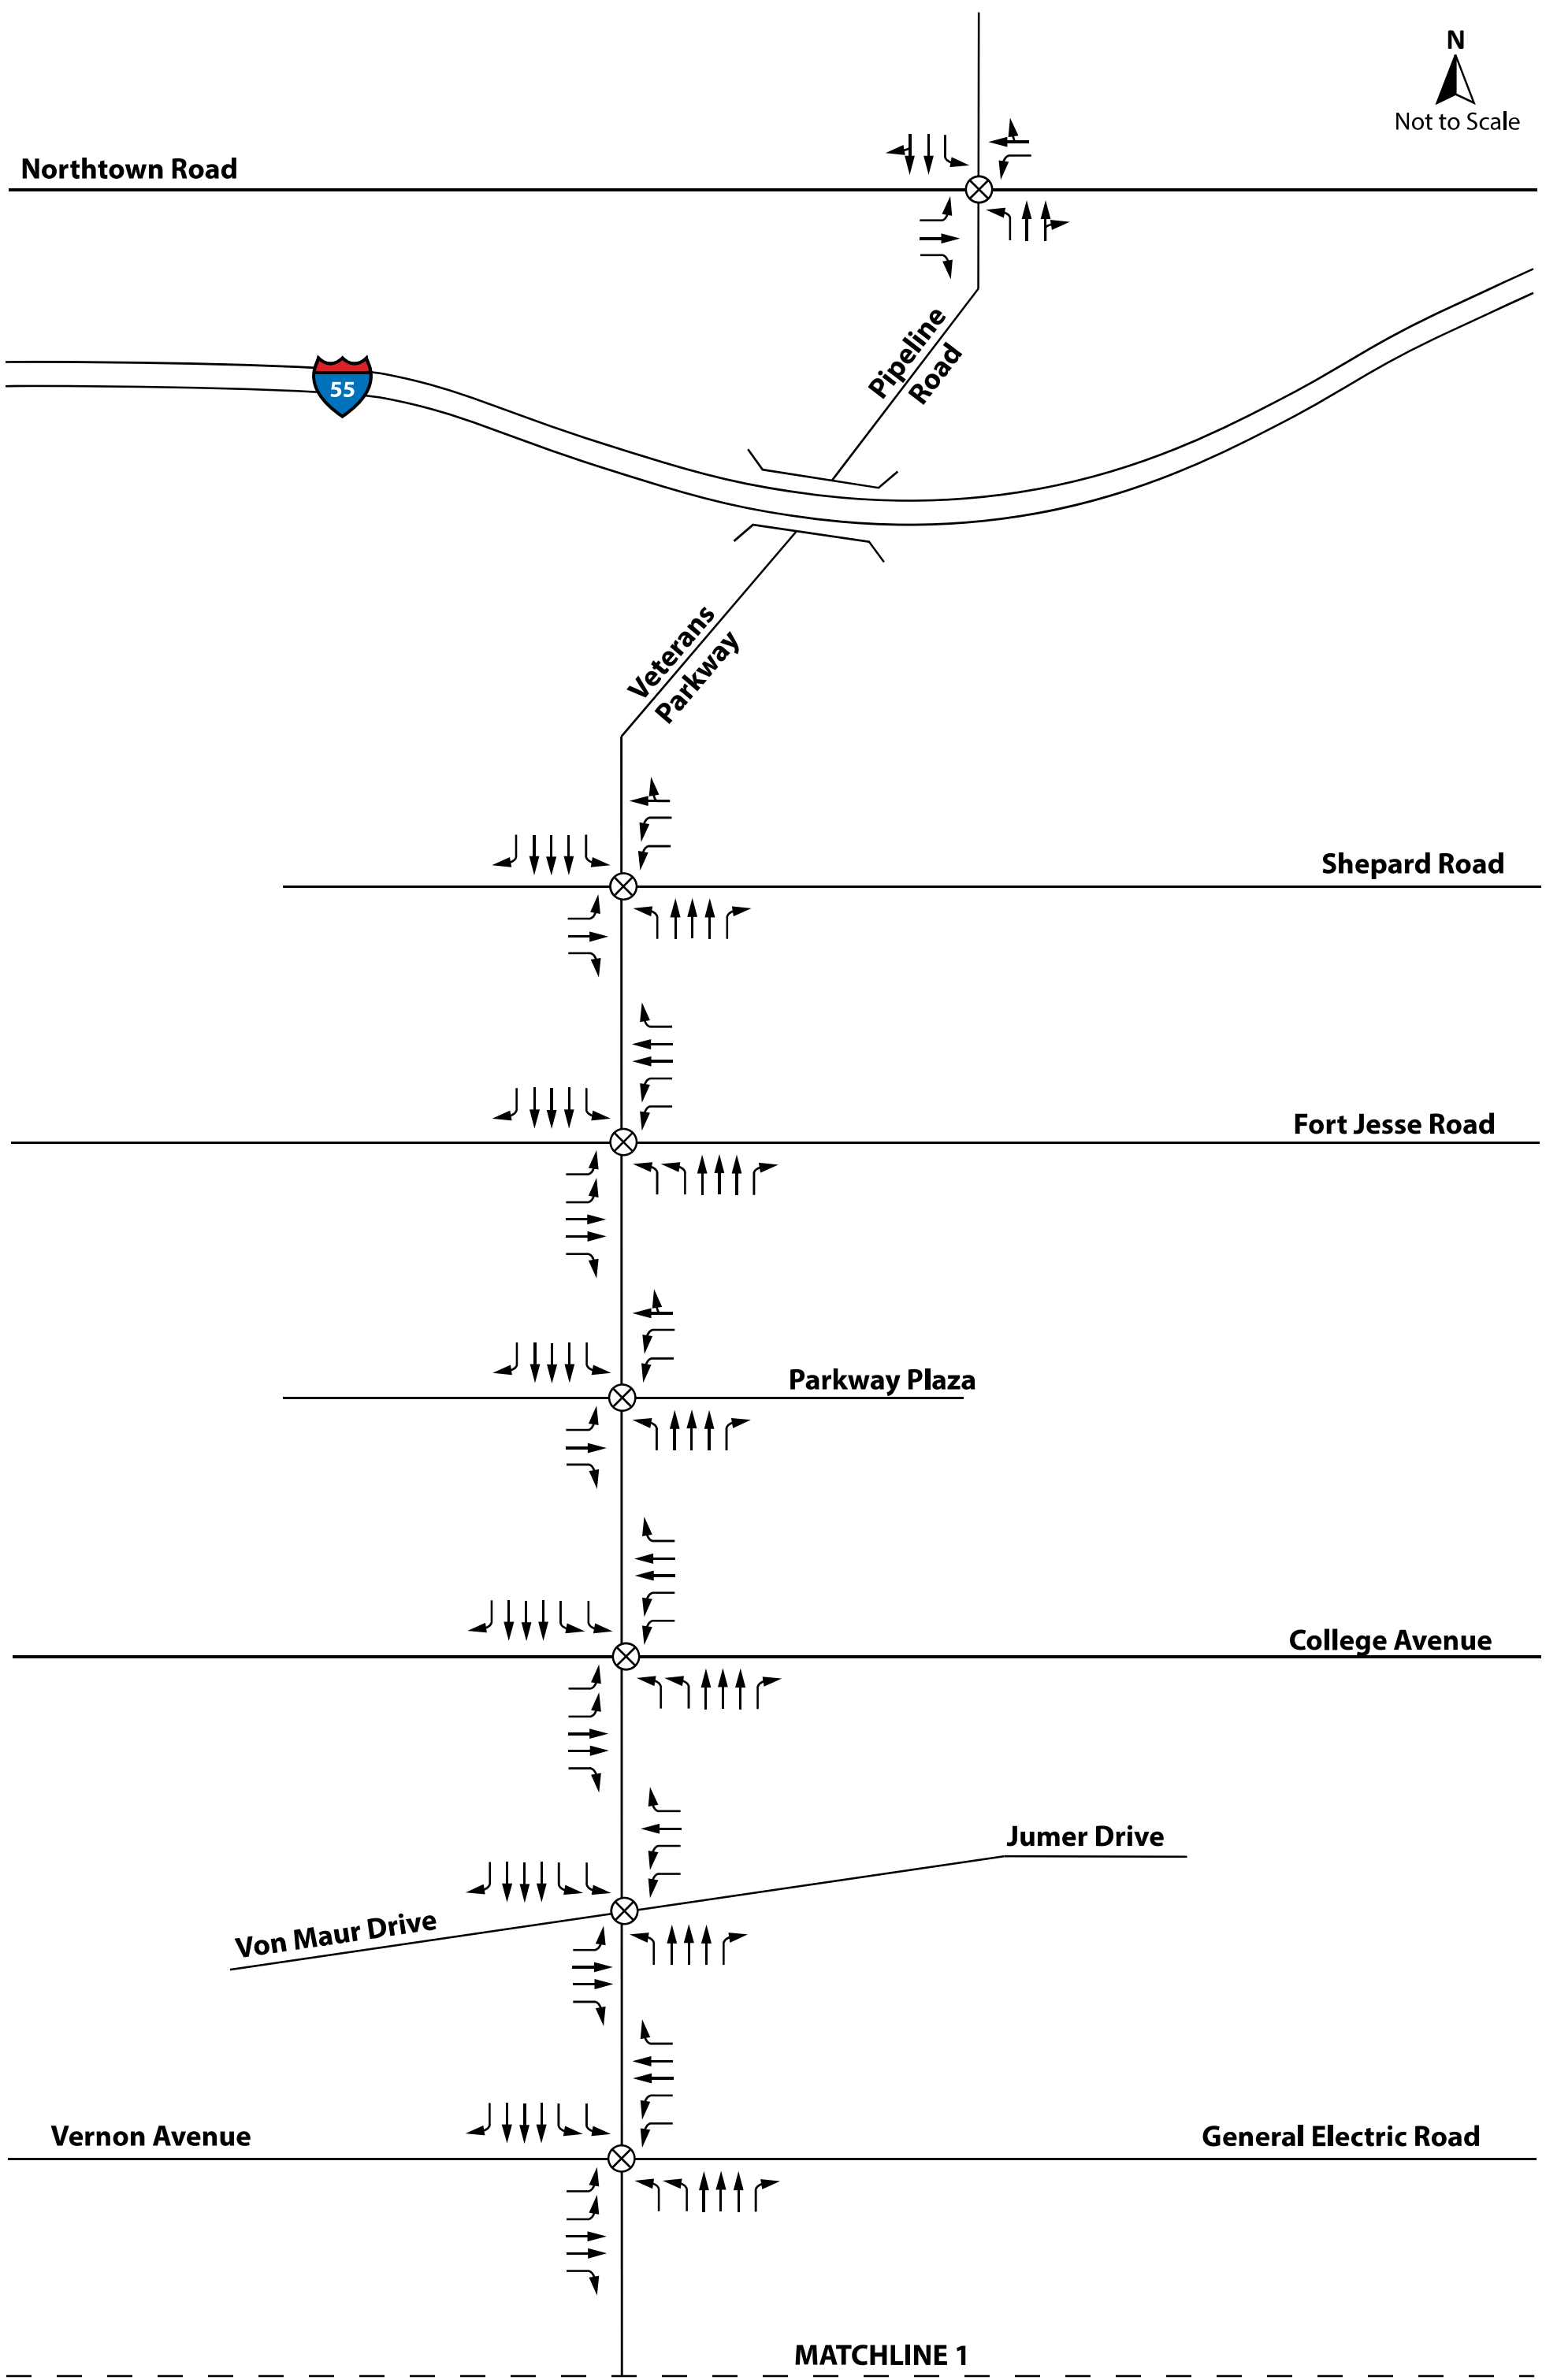 N
Not to Scale
Northtown Road
Pipeline
Road
55
Veterans
Parkway
Shepard Road
Fort Jesse Road
Parkway Plaza
College Avenue
Jumer Drive
Von Maur Drive
Vernon Avenue
General Electric Road
MATCHLINE 1